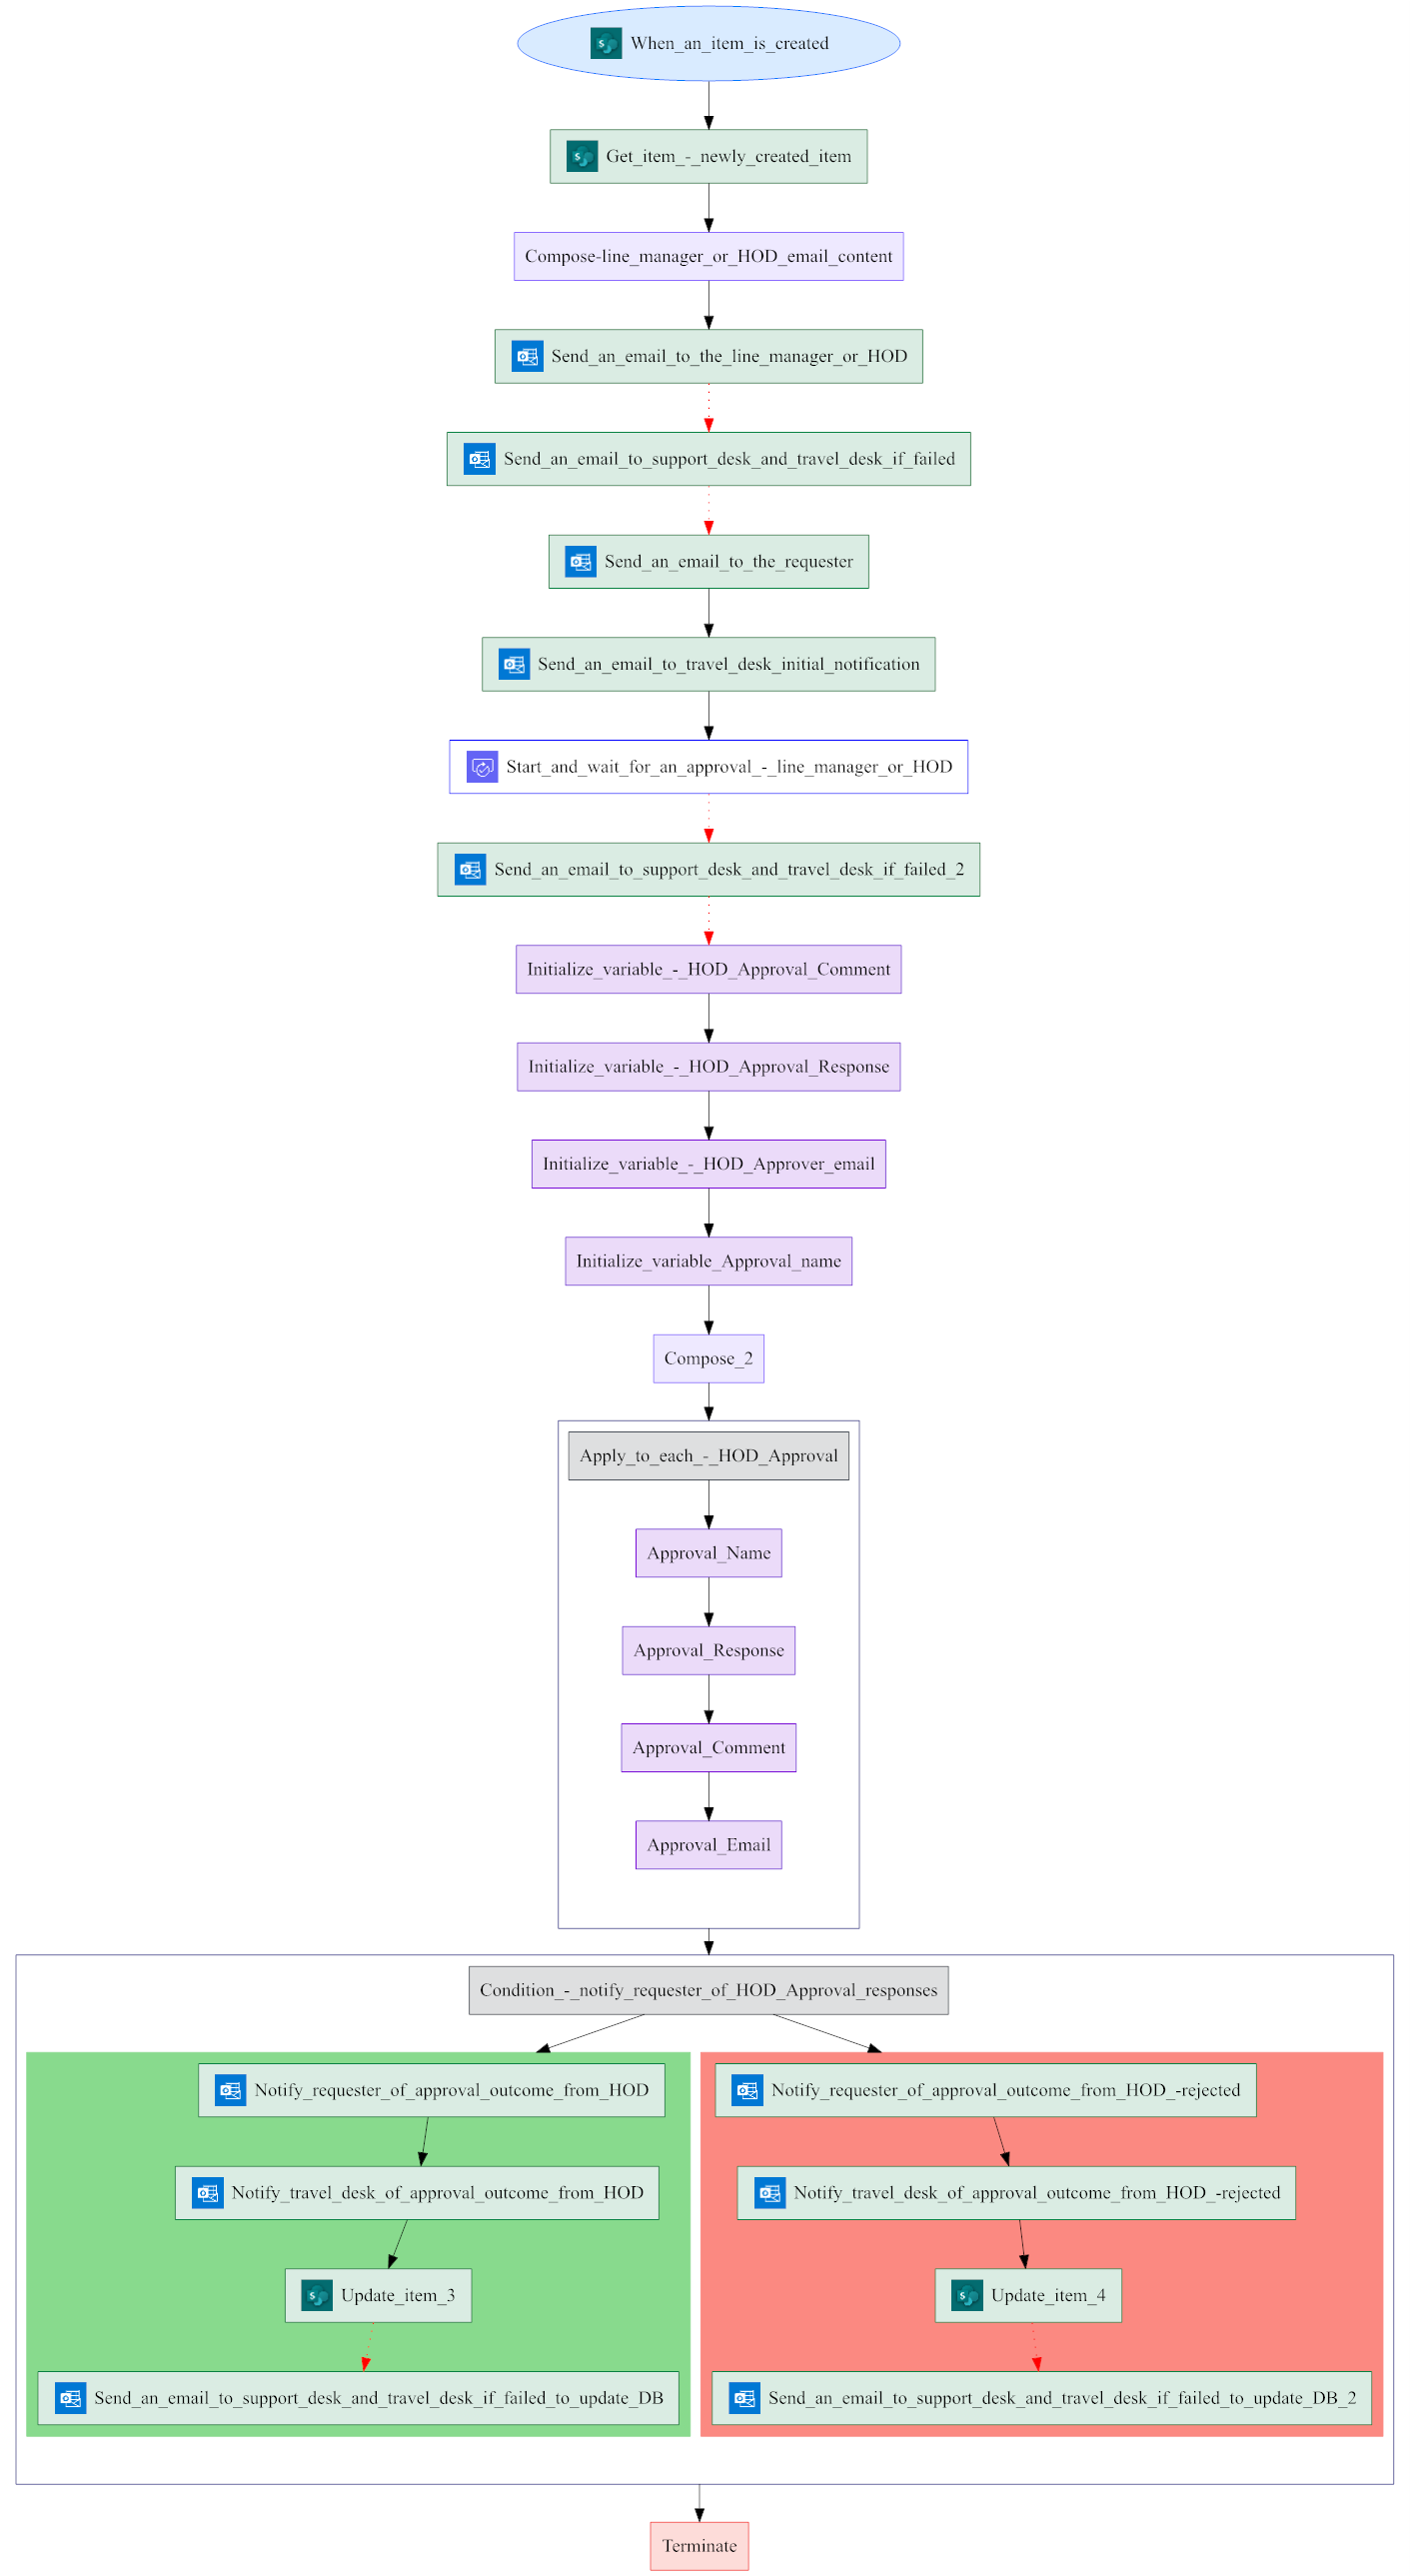 When_an_item_is_created
Get_item_-_newly_created_item
Compose-line_manager_or_HOD_email_content
Send_an_email_to_the_line_manager_or_HOD
Send_an_email_to_support_desk_and_travel_desk_if_failed
Send_an_email_to_the_requester
Send_an_email_to_travel_desk_initial_notification
Start_and_wait_for_an_approval_-_line_manager_or_HOD
Send_an_email_to_support_desk_and_travel_desk_if_failed_2
Initialize_variable_-_HOD_Approval_Comment
Initialize_variable_-_HOD_Approval_Response
Initialize_variable_-_HOD_Approver_email
Initialize_variable_Approval_name
Compose_2
Apply_to_each_-_HOD_Approval
Approval_Name
Approval_Response
Approval_Comment
Approval_Email
Condition_-_notify_requester_of_HOD_Approval_responses
Notify_requester_of_approval_outcome_from_HOD
Notify_travel_desk_of_approval_outcome_from_HOD
Update_item_3
Send_an_email_to_support_desk_and_travel_desk_if_failed_to_update_DB
Notify_requester_of_approval_outcome_from_HOD_-rejected
Notify_travel_desk_of_approval_outcome_from_HOD_-rejected
Update_item_4
Send_an_email_to_support_desk_and_travel_desk_if_failed_to_update_DB_2
Terminate